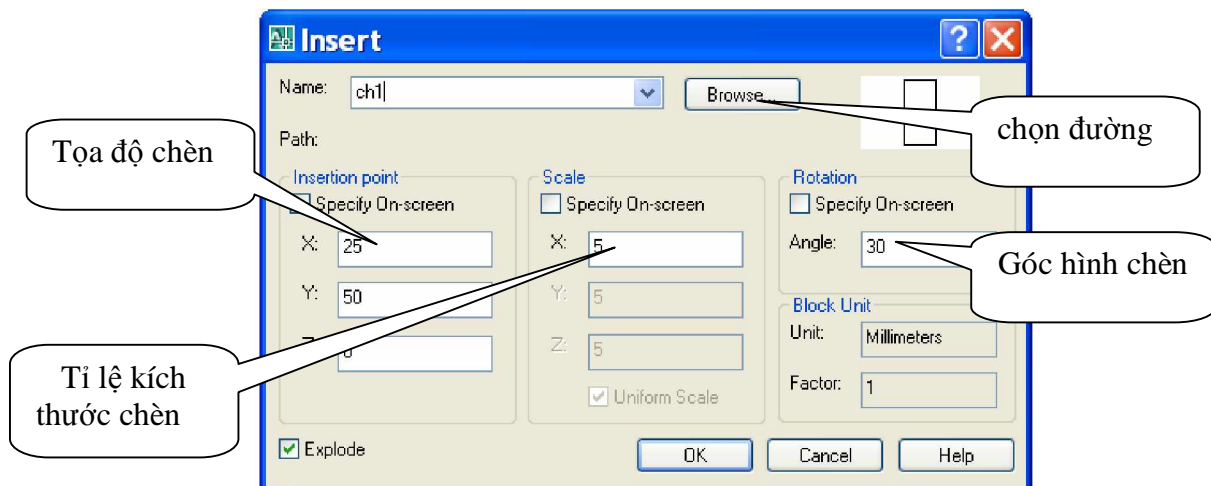 Insert
Name:
ch1
Browse...
chọn đường
Path:
Tọa độ chèn
Insertion point
Specify On-screen
X:
25
Y:
50
Scale
Specify On-screen
X:
5
Y:
5
Z:
5
Uniform Scale
Rotation
Specify On-screen
Angle:
30
Góc hình chèn
Block Unit
Unit:
Millimeters
Factor:
1
Tỉ lệ kích
thước chèn
Explode
OK
Cancel
Help